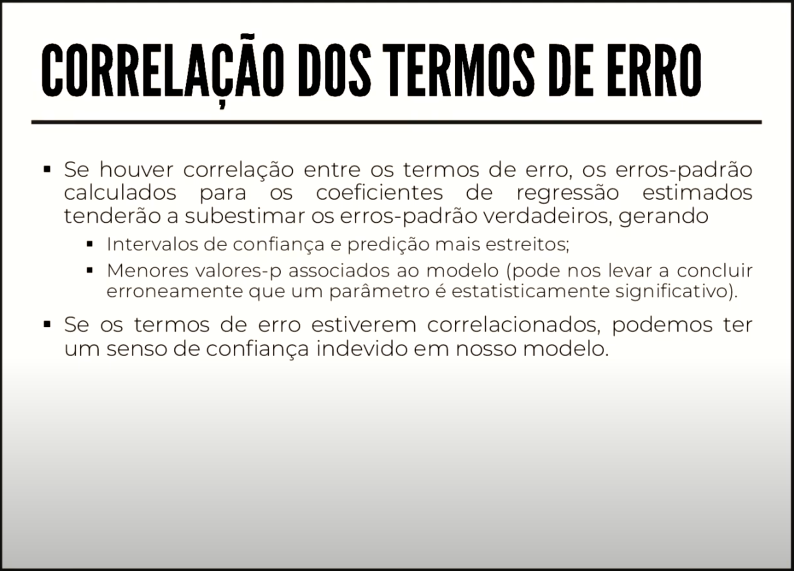 CORRELAÇÃO DOS TERMOS DE ERRO
▪ Se houver correlação entre os termos de erro, os erros-padrão
calculados para os coeficientes de regressão estimados
tenderão a subestimar os erros-padrão verdadeiros, gerando
▪ Intervalos de confiança e predição mais estreitos;
▪ Menores valores-p associados ao modelo (pode nos levar a concluir
erroneamente que um parâmetro é estatisticamente significativo).
▪ Se os termos de erro estiverem correlacionados, podemos ter
um senso de confiança indevido em nosso modelo.